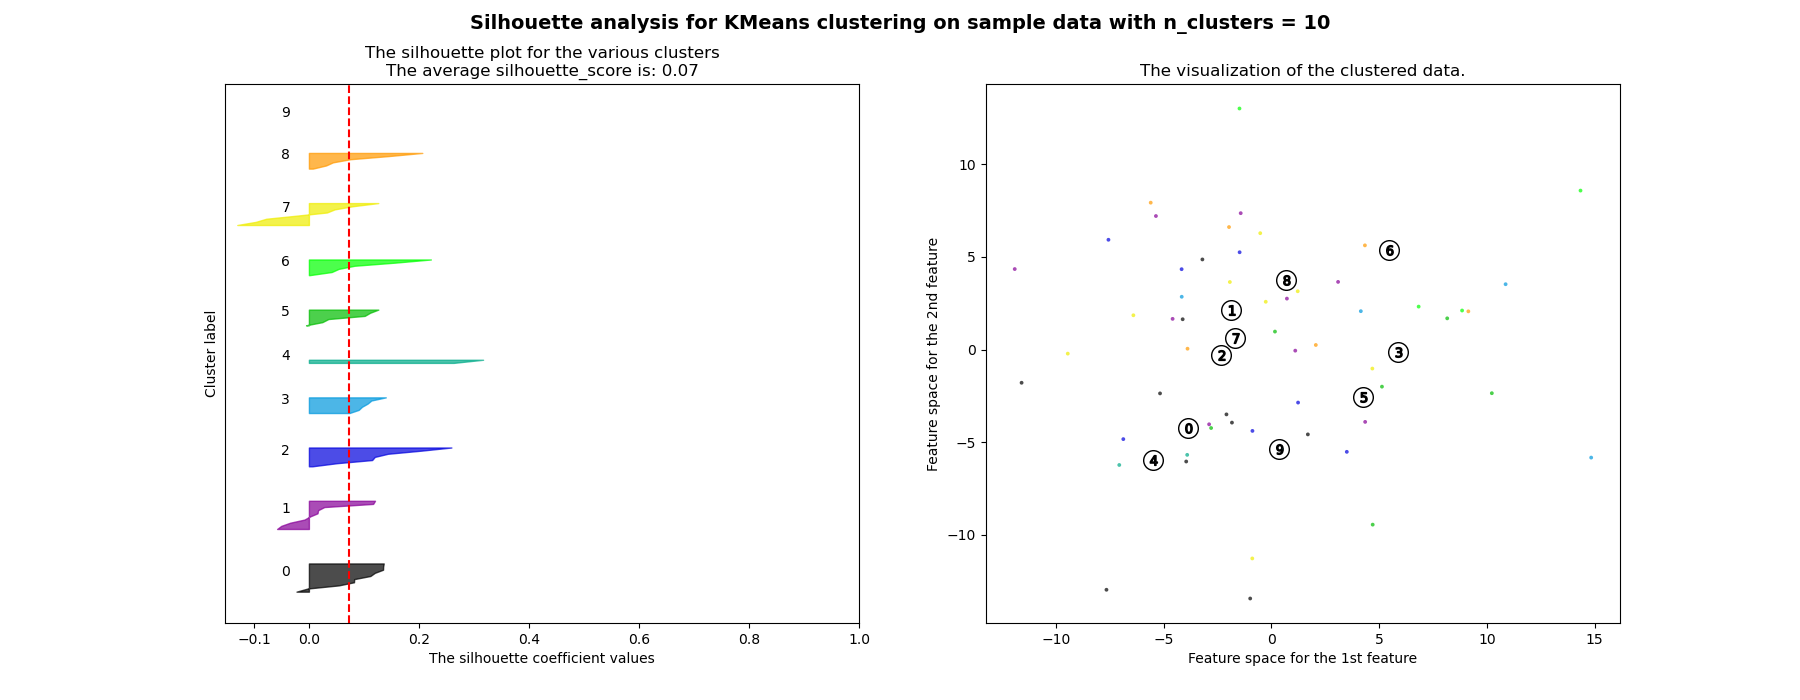 Silhouette analysis for KMeans clustering on sample data with n_clusters = 10
The silhouette plot for the various clusters
The average silhouette_score is: 0.07
9
8
7
6
5
4
3
2
1
0
Cluster label
−0.1 0.0 0.2 0.4 0.6 0.8 1.0
The silhouette coefficient values
The visualization of the clustered data.
10
5
0
−5
−10
Feature space for the 2nd feature
6
8
1
7
2
3
5
0
9
4
−10 −5 0 5 10 15
Feature space for the 1st feature